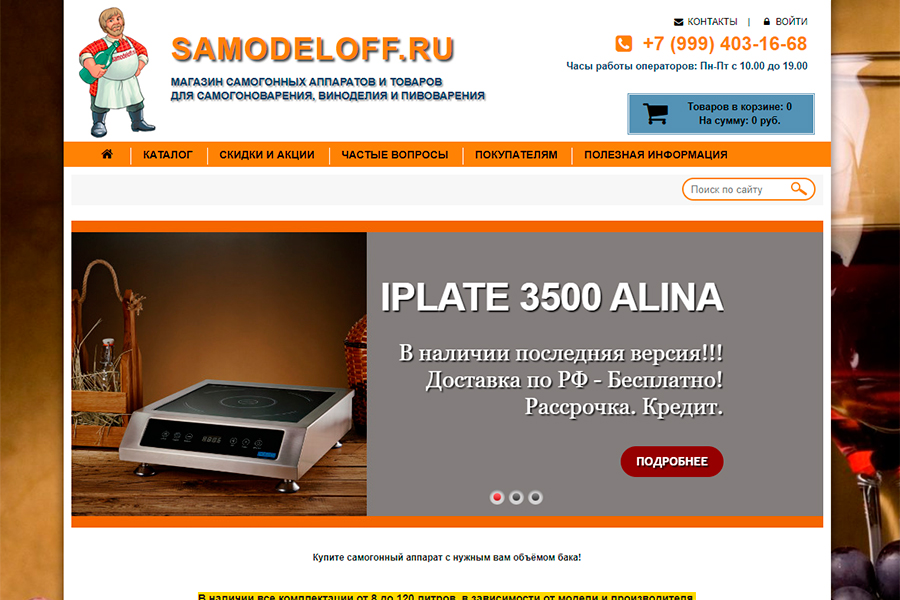 КОНТАКТЫ | ВОЙТИ
SAMODELOFF.RU
+7 (999) 403-16-68
Часы работы операторов: Пн-Пт с 10.00 до 19.00
МАГАЗИН САМОГОННЫХ АППАРАТОВ И ТОВАРОВ
ДЛЯ САМОГОНОВАРЕНИЯ, ВИНОДЕЛИЯ И ПИВОВАРЕНИЯ
Товаров в корзине: 0
На сумму: 0 руб.
КАТАЛОГ СКИДКИ И АКЦИИ ЧАСТЫЕ ВОПРОСЫ ПОКУПАТЕЛЯМ ПОЛЕЗНАЯ ИНФОРМАЦИЯ
Поиск по сайту
IPLATE 3500 ALINA
В наличии последняя версия!!!
Доставка по РФ - Бесплатно!
Рассрочка. Кредит.
ПОДРОБНЕЕ
Купите самогонный аппарат с нужным вам объёмом бака!
В наличии все комплектации от 8 до 120 литров, в зависимости от модели и производителя